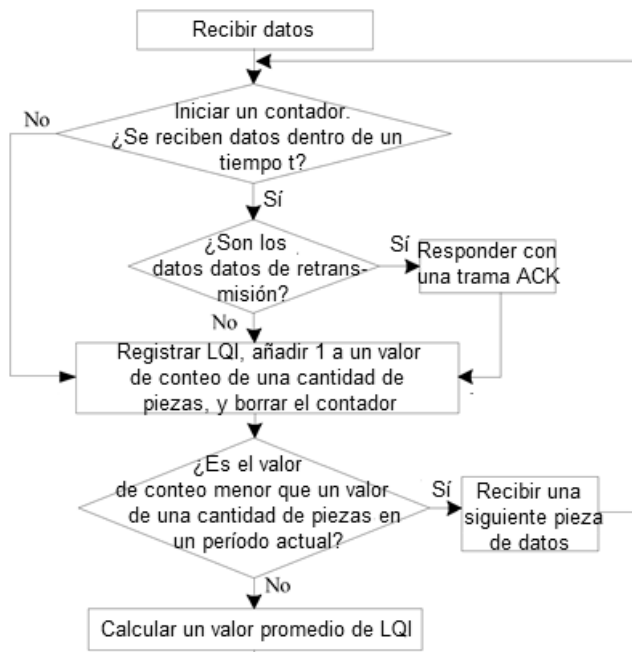 Recibir datos
Iniciar un contador.
¿Se reciben datos dentro de un
tiempo t?
No
Sí
¿Son los
datos datos de retrans-
misión?
Sí
Responder con
una trama ACK
No
Registrar LQI, añadir 1 a un valor
de conteo de una cantidad de
piezas, y borrar el contador
¿Es el valor
de conteo menor que un valor
de una cantidad de piezas en
un período actual?
Sí
Recibir una
siguiente pieza
de datos
No
Calcular un valor promedio de LQI